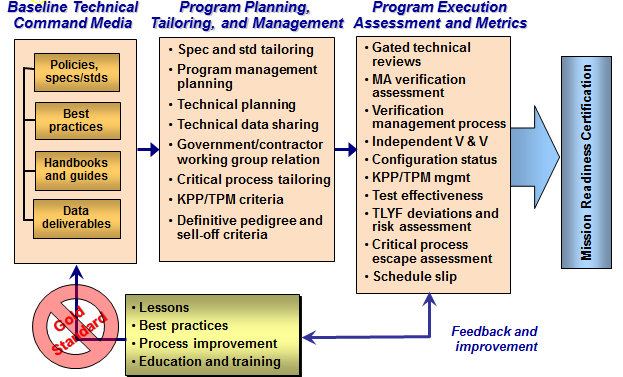 Baseline Technical
Command Media
Policies,
specs/stds
Best
practices
Handbooks
and guides
Data
deliverables
Program Planning,
Tailoring, and Management
• Spec and std tailoring
• Program management
planning
• Technical planning
• Technical data sharing
• Government/contractor
working group relation
• Critical process tailoring
• KPP/TPM criteria
• Definitive pedigree and
sell-off criteria
Program Execution
Assessment and Metrics
• Gated technical
reviews
• MA verification
assessment
• Verification
management process
• Independent V & V
• Configuration status
• KPP/TPM mgmt
• Test effectiveness
• TLYF deviations and
risk assessment
• Critical process
escape assessment
• Schedule slip
Mission Readiness Certification
Gold
Standard
• Lessons
• Best practices
• Process improvement
• Education and training
Feedback and
improvement